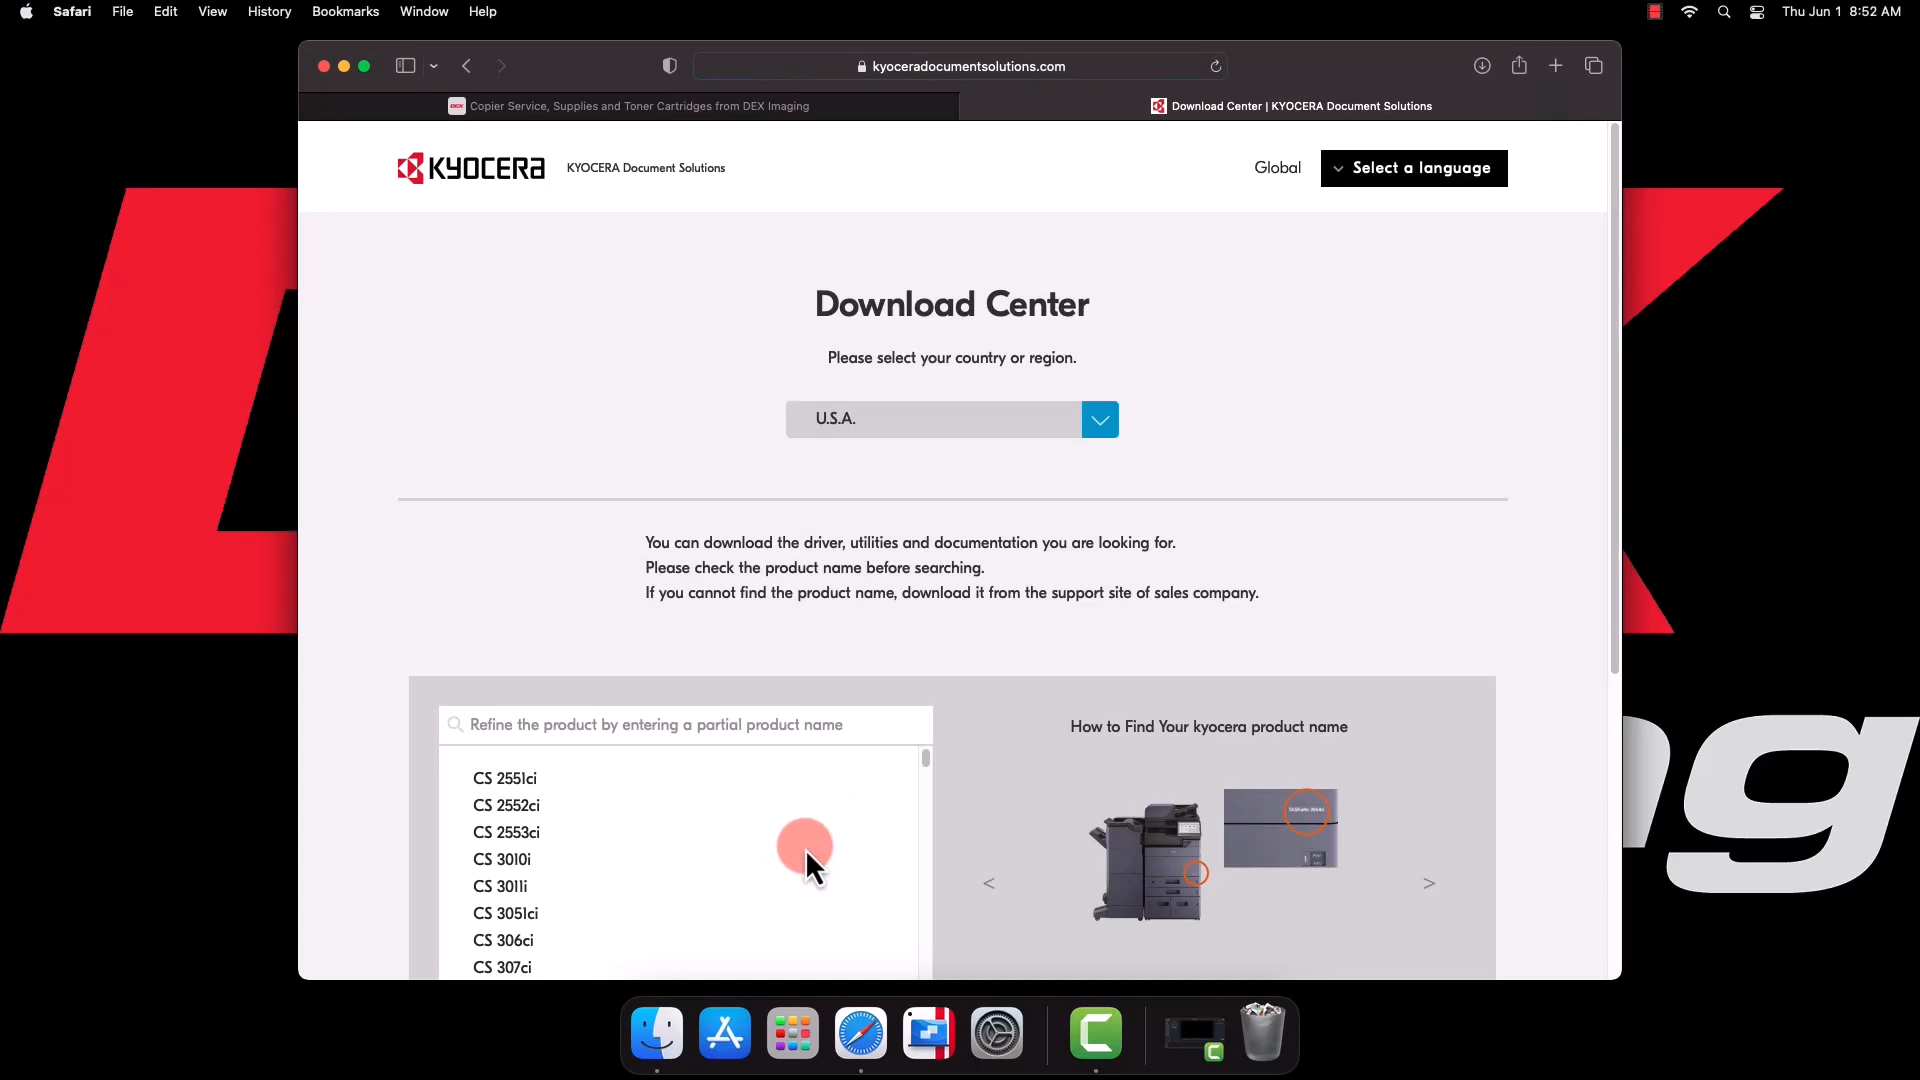 Safari File Edit View History Bookmarks Window Help
Thu Jun 1 8:52 AM
kyoceradocumentsolutions.com
DEX Copier Service, Supplies and Toner Cartridges from DEX Imaging
Download Center | KYOCERA Document Solutions
KYOCERA KYOCERA Document Solutions
Global Select a language
Download Center
Please select your country or region.
U.S.A.
You can download the driver, utilities and documentation you are looking for.
Please check the product name before searching.
If you cannot find the product name, download it from the support site of sales company.
Refine the product by entering a partial product name
How to Find Your kyocera product name
CS 2551ci
CS 2552ci
CS 2553ci
CS 3010i
CS 3011i
CS 3051ci
CS 306ci
CS 307ci
< >
ng